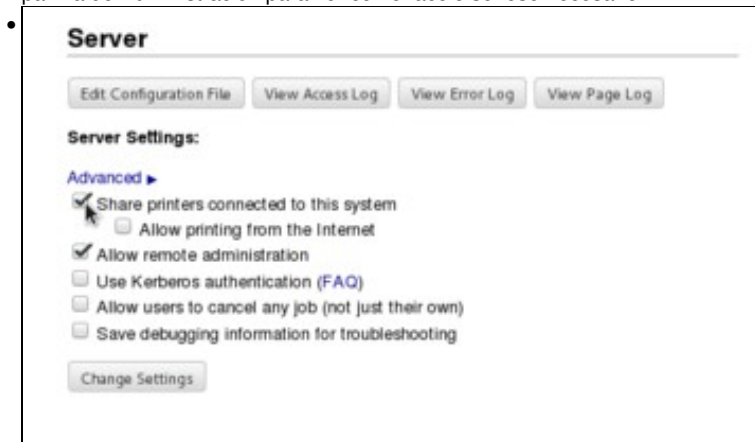 Server
Edit Configuration File View Access Log View Error Log View Page Log
Server Settings:
Advanced ▶
Share printers connected to this system
Allow printing from the Internet
Allow remote administration
Use Kerberos authentication (FAQ)
Allow users to cancel any job (not just their own)
Save debugging information for troubleshooting
Change Settings